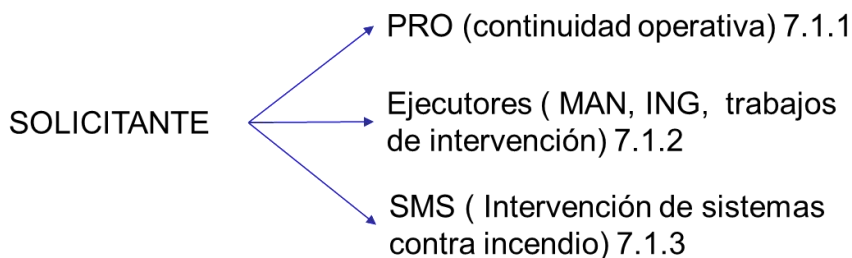 PRO (continuidad operativa) 7.1.1
SOLICITANTE
Ejecutores ( MAN, ING, trabajos
de intervención) 7.1.2
SMS ( Intervención de sistemas
contra incendio) 7.1.3